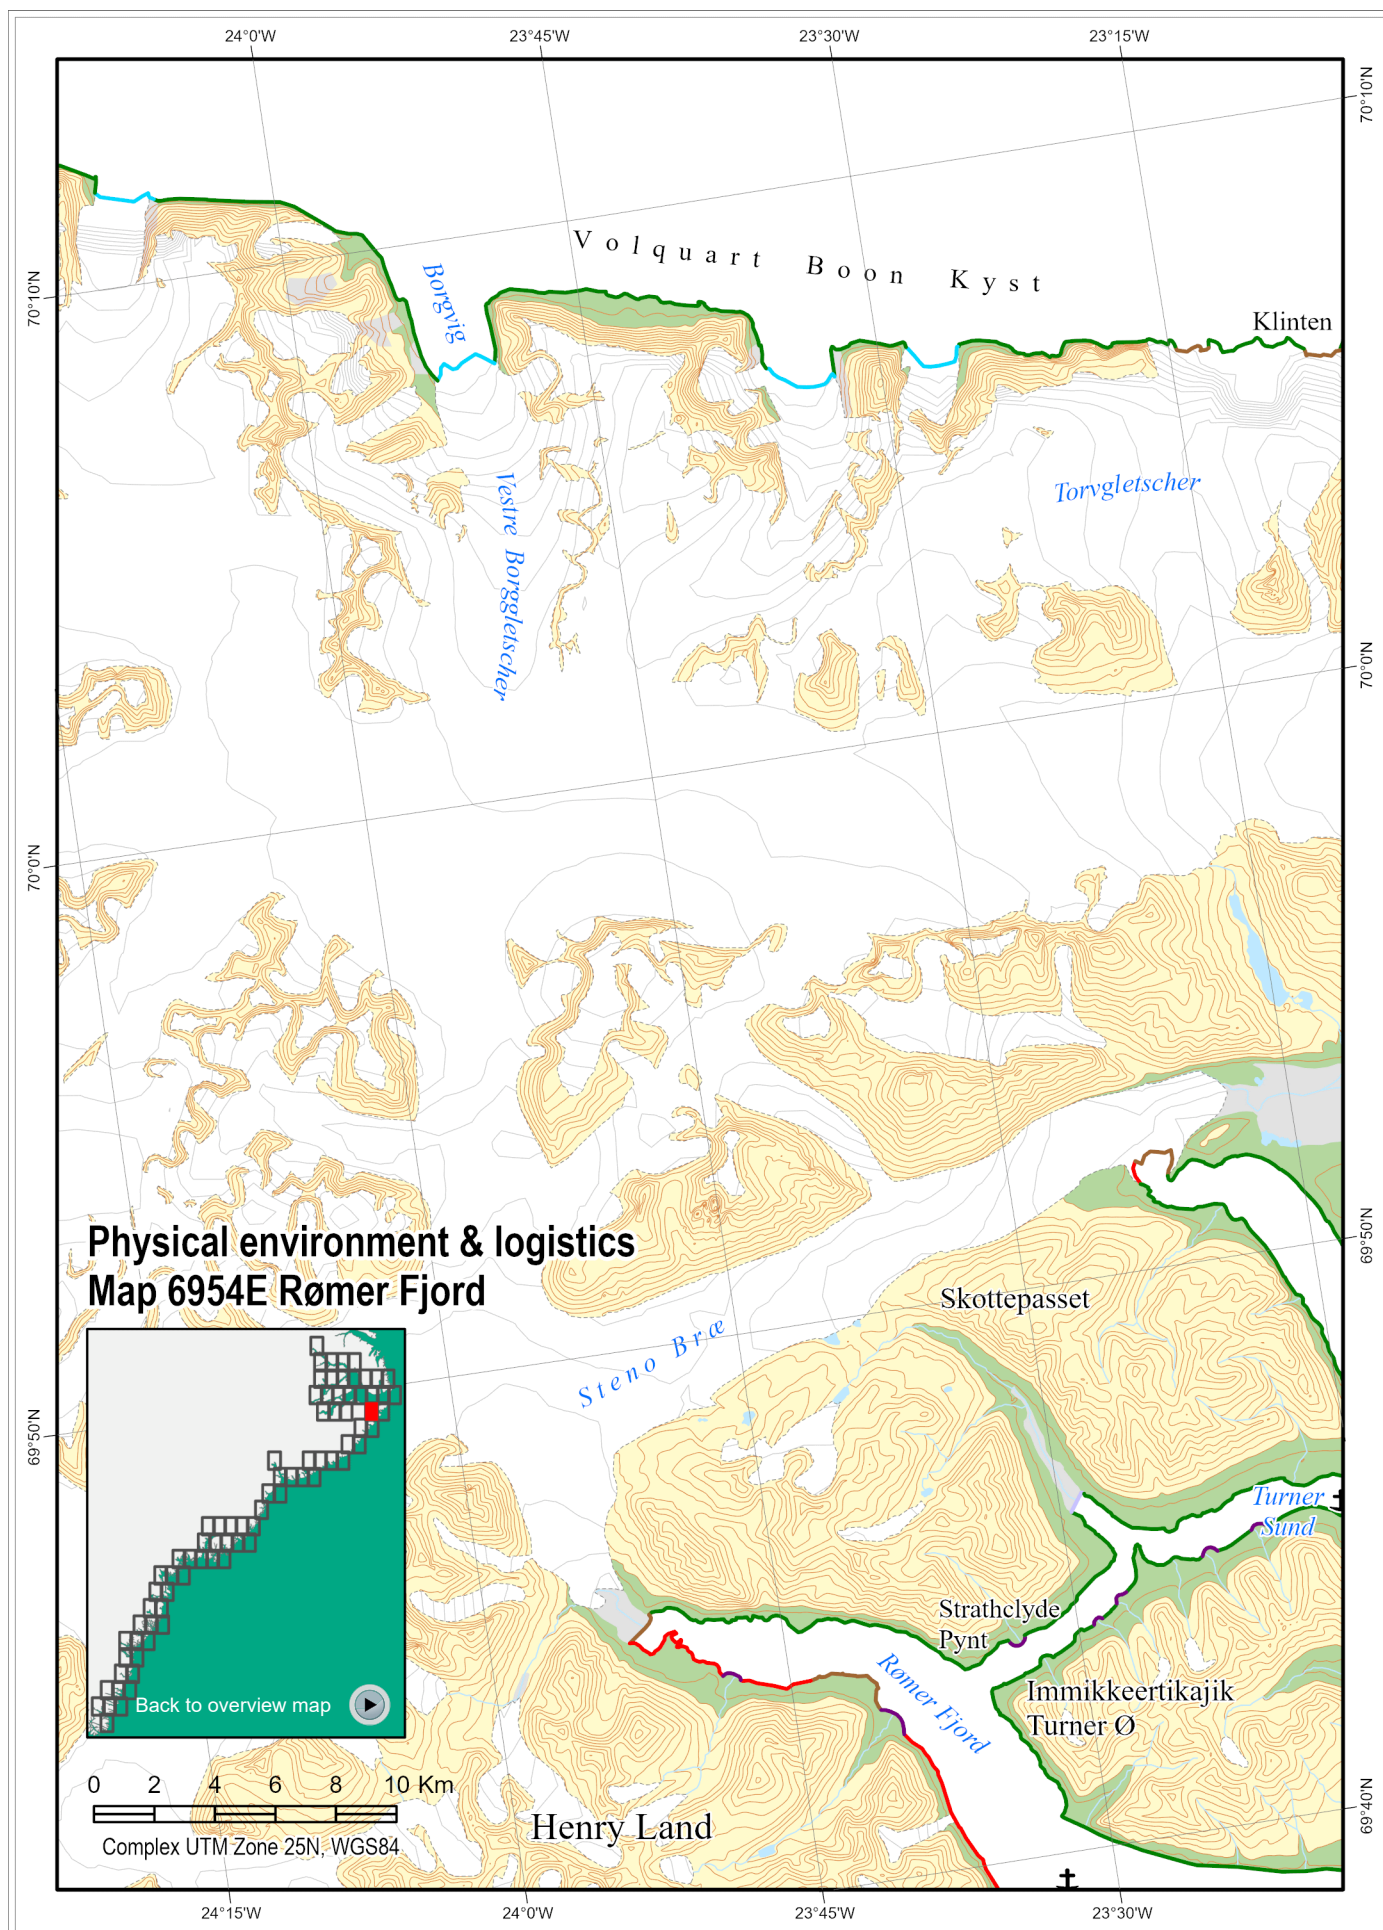 24°0'W
23°45'W
23°30'W
23°15'W
70°10'N
Volquart Boon Kyst
Borgvig
70°10'N
Klinten
Torvgletscher
Vestre Borggletscher
70°0'N
70°0'N
69°50'N
Physical environment & logistics
Map 6954E Rømer Fjord
Skottepasset
Steno Bræ
69°50'N
Turner
Sund
Strathclyde
Pynt
Rømer Fjord
Immikkeertikajik
Turner Ø
Back to overview map
0 2 4 6 8 10 Km
Henry Land
69°40'N
Complex UTM Zone 25N, WGS84
24°15'W
24°0'W
23°45'W
23°30'W